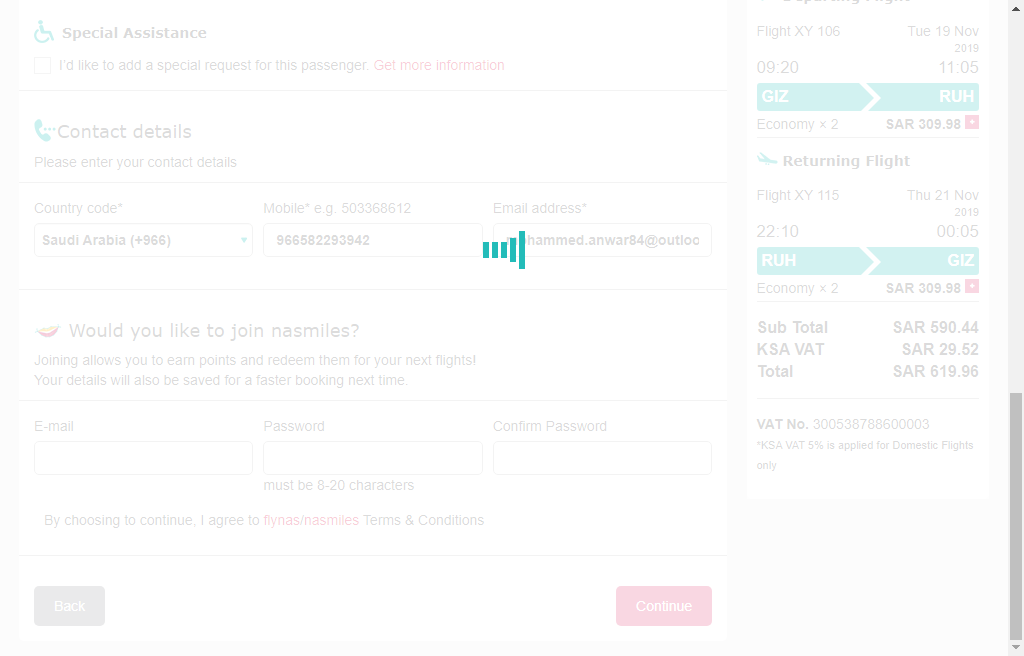 Special Assistance
I'd like to add a special request for this passenger. Get more information
Contact details
Please enter your contact details
Country code*
Mobile* e.g. 503368612
Email address*
Saudi Arabia (+966)
966582293942
hammed.anwar84@outloo
Would you like to join nasmiles?
Joining allows you to earn points and redeem them for your next flights!
Your details will also be saved for a faster booking next time.
E-mail
Password
Confirm Password
must be 8-20 characters
By choosing to continue, I agree to flynas/nasmiles Terms & Conditions
Back
Continue
Departing Flight
Flight XY 106
Tue 19 Nov
2019
09:20
11:05
GIZ
RUH
Economy × 2
SAR 309.98 +
Returning Flight
Flight XY 115
Thu 21 Nov
2019
22:10
00:05
RUH
GIZ
Economy × 2
SAR 309.98 +
Sub Total
SAR 590.44
KSA VAT
SAR 29.52
Total
SAR 619.96
VAT No. 300538788600003
*KSA VAT 5% is applied for Domestic Flights
only